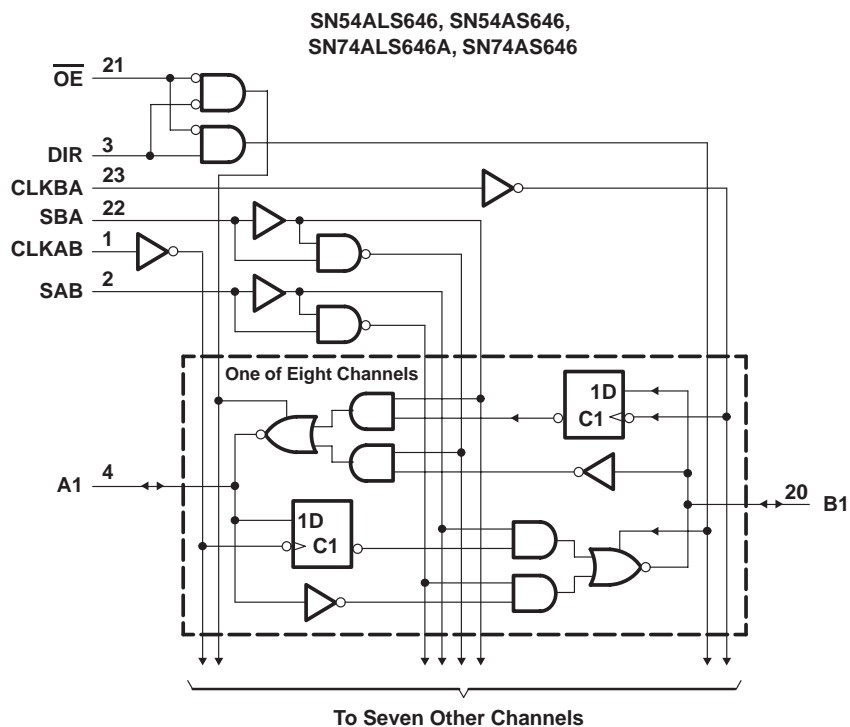 SN54ALS646, SN54AS646,
SN74ALS646A, SN74AS646
OE 21
DIR 3
CLKBA 23
SBA 22
CLKAB 1
SAB 2
One of Eight Channels
1D
C1
A1 4
20 B1
1D
C1
To Seven Other Channels